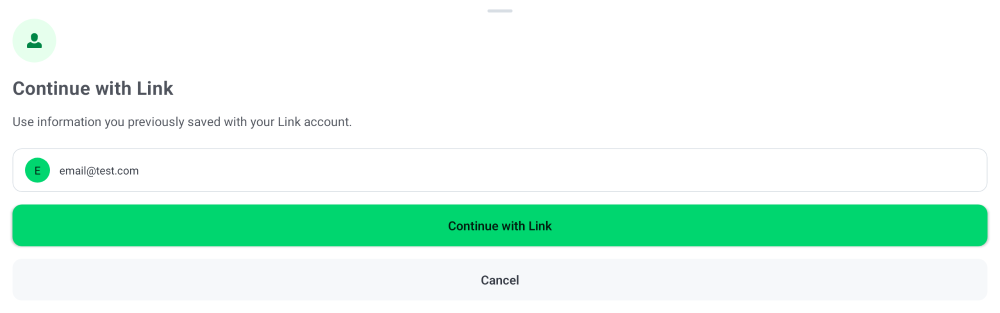 Continue with Link
Use information you previously saved with your Link account.
E
email@test.com
Continue with Link
Cancel